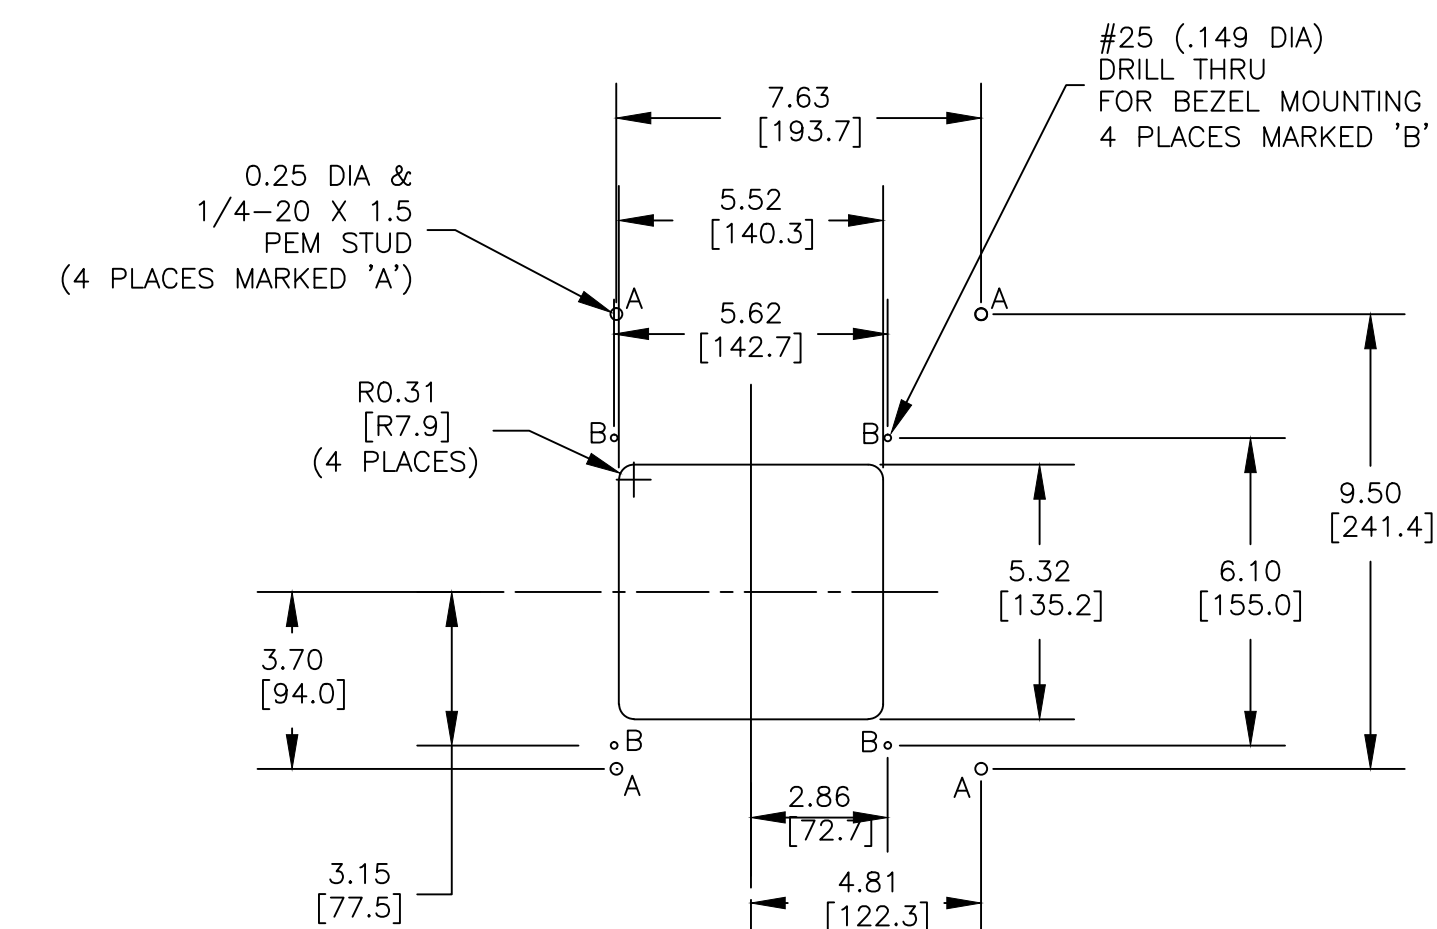 #25 (.149 DIA)
DRILL THRU
FOR BEZEL MOUNTING
4 PLACES MARKED 'B'
7.63
[193.7]
0.25 DIA &
1/4-20 X 1.5
PEM STUD
(4 PLACES MARKED 'A')
5.52
[140.3]
A
A
5.62
[142.7]
R0.31
[R7.9]
(4 PLACES)
B
B
9.50
[241.4]
5.32
[135.2]
6.10
[155.0]
3.70
[94.0]
B
B
A
A
2.86
[72.7]
3.15
[77.5]
4.81
[122.3]